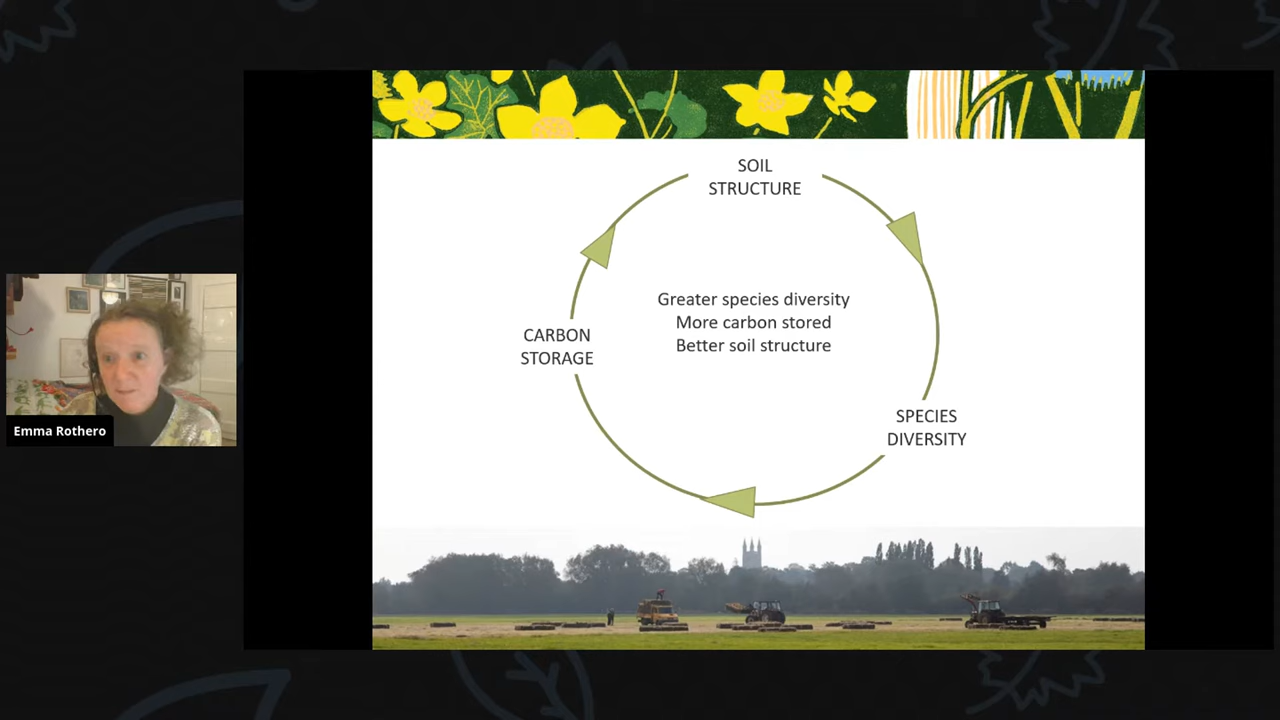 SOIL
STRUCTURE
Greater species diversity
More carbon stored
Better soil structure
CARBON
STORAGE
SPECIES
DIVERSITY
Emma Rothero